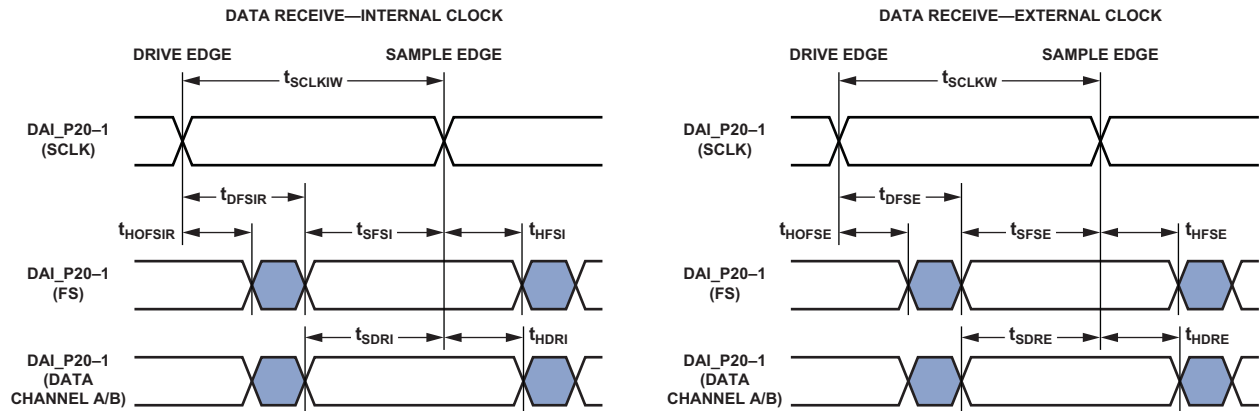 DATA RECEIVE—INTERNAL CLOCK
DRIVE EDGE
SAMPLE EDGE
tSCLKIW
DAI_P20–1
(SCLK)
tDFSIR
tHOFSIR
tSFSI
tHFSI
DAI_P20–1
(FS)
tSDRI
tHDRI
DAI_P20–1
(DATA
CHANNEL A/B)
DATA RECEIVE—EXTERNAL CLOCK
DRIVE EDGE
SAMPLE EDGE
tSCLKW
DAI_P20–1
(SCLK)
tDFSE
tHOFSE
tSFSE
tHFSE
DAI_P20–1
(FS)
tSDRE
tHDRE
DAI_P20–1
(DATA
CHANNEL A/B)